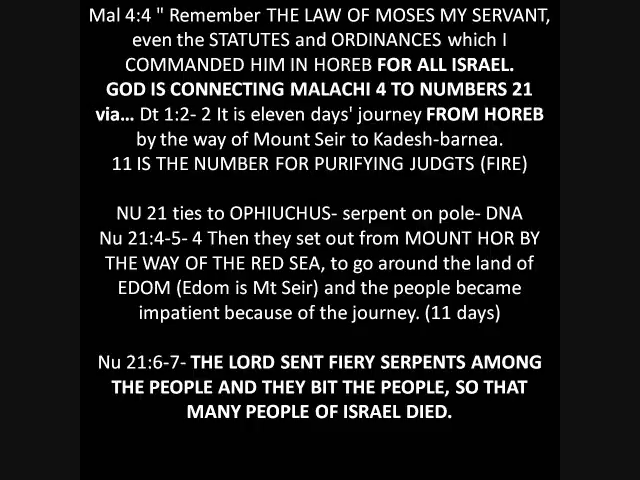 Mal 4:4 " Remember THE LAW OF MOSES MY SERVANT,
even the STATUTES and ORDINANCES which I
COMMANDED HIM IN HOREB FOR ALL ISRAEL.
GOD IS CONNECTING MALACHI 4 TO NUMBERS 21
via... Dt 1:2- 2 It is eleven days' journey FROM HOREB
by the way of Mount Seir to Kadesh-barnea.
11 IS THE NUMBER FOR PURIFYING JUDGTS (FIRE)
NU 21 ties to OPHIUCHUS- serpent on pole- DNA
Nu 21:4-5- 4 Then they set out from MOUNT HOR BY
THE WAY OF THE RED SEA, to go around the land of
EDOM (Edom is Mt Seir) and the people became
impatient because of the journey. (11 days)
Nu 21:6-7- THE LORD SENT FIERY SERPENTS AMONG
THE PEOPLE AND THEY BIT THE PEOPLE, SO THAT
MANY PEOPLE OF ISRAEL DIED.